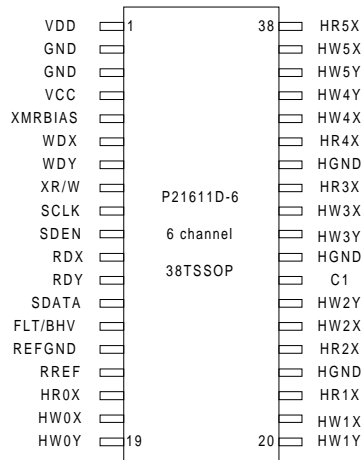 VDD 1 38 HR5X
GND HW5X
GND HW5Y
VCC HW4Y
XMRBIAS HW4X
WDX HR4X
WDY HGND
XR/W HR3X
P21611D-6
SCLK HW3X
SDEN 6 channel HW3Y
RDX HGND
RDY 38TSSOP C1
SDATA HW2Y
FLT/BHV HW2X
REFGND HR2X
RREF HGND
HR0X HR1X
HW0X HW1X
HW0Y 19 20 HW1Y